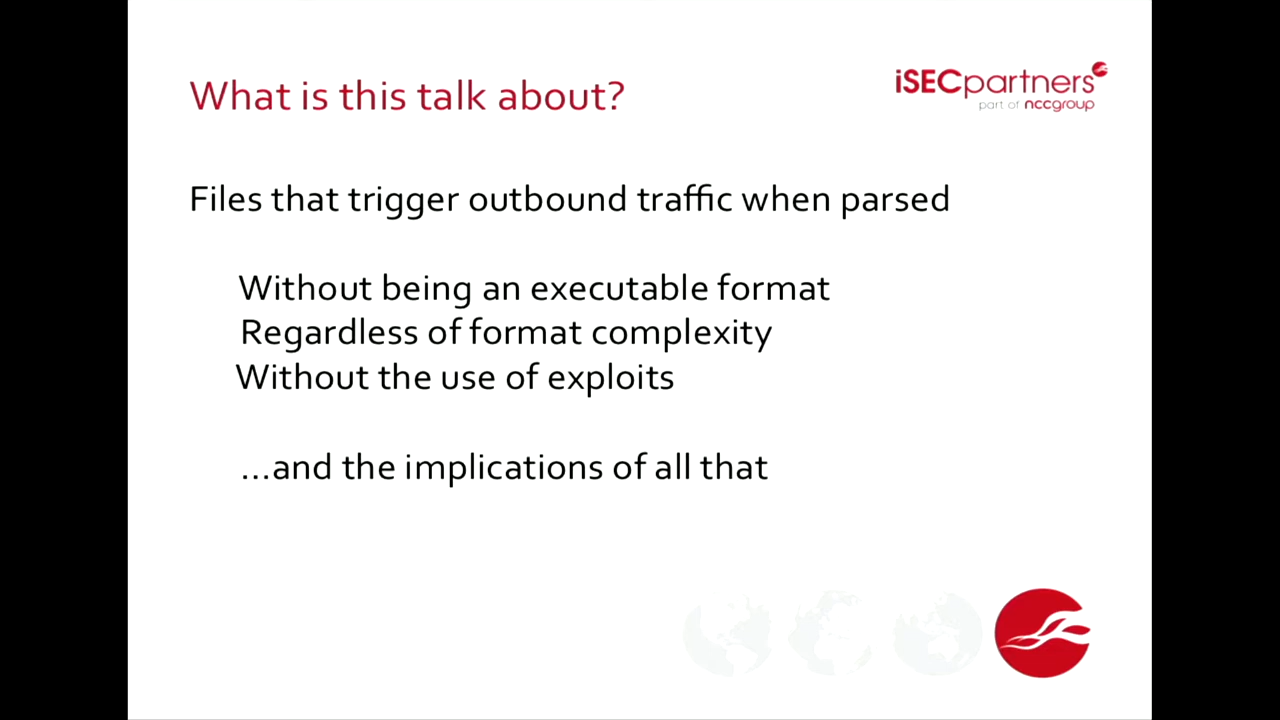 What is this talk about?
iSECpartners
part of nccgroup
Files that trigger outbound traffic when parsed
Without being an executable format
Regardless of format complexity
Without the use of exploits
...and the implications of all that